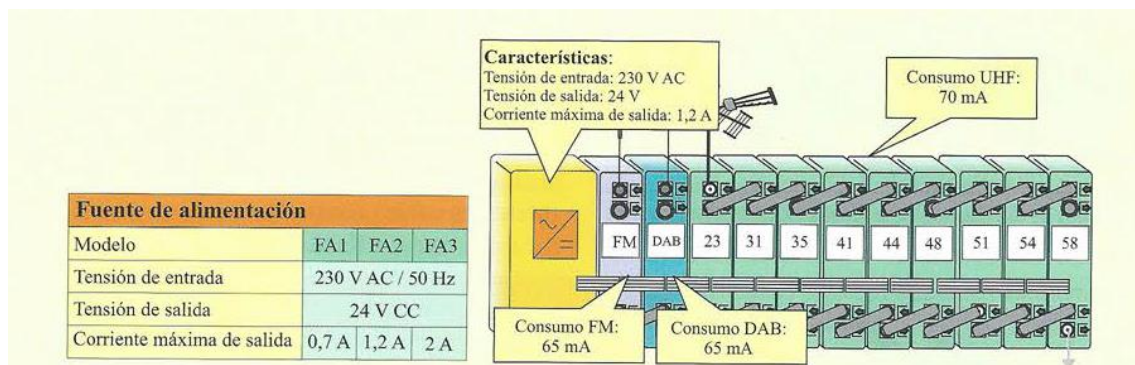 Características:
Tensión de entrada: 230 V AC
Tensión de salida: 24 V
Corriente máxima de salida: 1,2 A
Consumo UHF:
70 mA
Fuente de alimentación
Modelo FA1 FA2 FA3
Tensión de entrada 230 V AC / 50 Hz
Tensión de salida 24 V CC
Corriente máxima de salida 0,7 A 1,2 A 2 A
FM DAB 23 31 35 41 44 48 51 54 58
Consumo FM:
65 mA
Consumo DAB:
65 mA